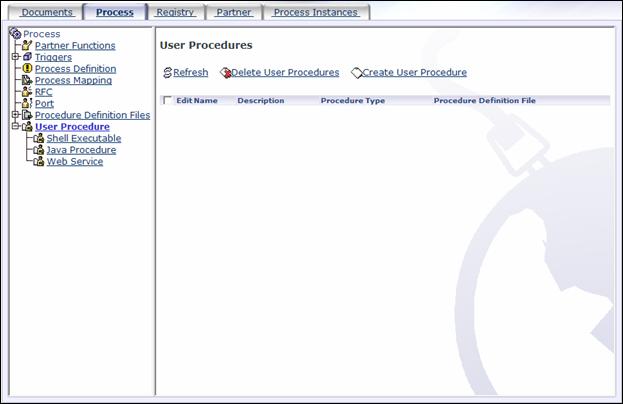 Documents Process Registry Partner Process Instances
Process
Partner Functions
Triggers
Process Definition
Process Mapping
RFC
Port
Procedure Definition Files
User Procedure
Shell Executable
Java Procedure
Web Service
User Procedures
Refresh Delete User Procedures Create User Procedure
Edit Name Description Procedure Type Procedure Definition File